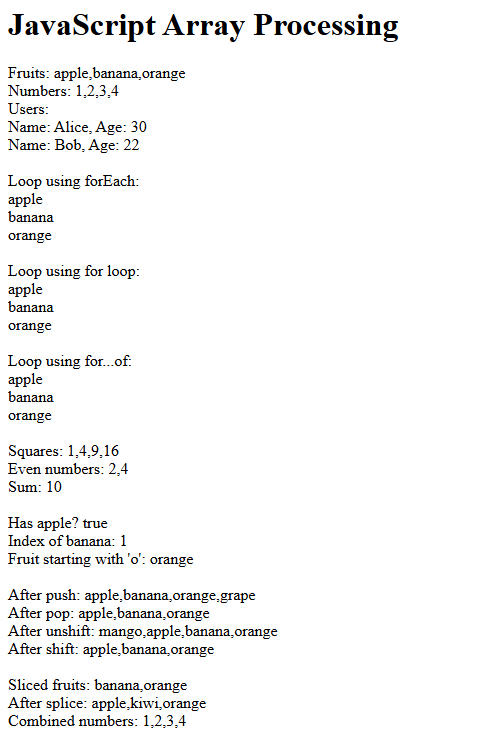 JavaScript Array Processing
Fruits: apple,banana,orange
Numbers: 1,2,3,4
Users:
Name: Alice, Age: 30
Name: Bob, Age: 22
Loop using forEach:
apple
banana
orange
Loop using for loop:
apple
banana
orange
Loop using for...of:
apple
banana
orange
Squares: 1,4,9,16
Even numbers: 2,4
Sum: 10
Has apple? true
Index of banana: 1
Fruit starting with 'o': orange
After push: apple,banana,orange,grape
After pop: apple,banana,orange
After unshift: mango,apple,banana,orange
After shift: apple,banana,orange
Sliced fruits: banana,orange
After splice: apple,kiwi,orange
Combined numbers: 1,2,3,4